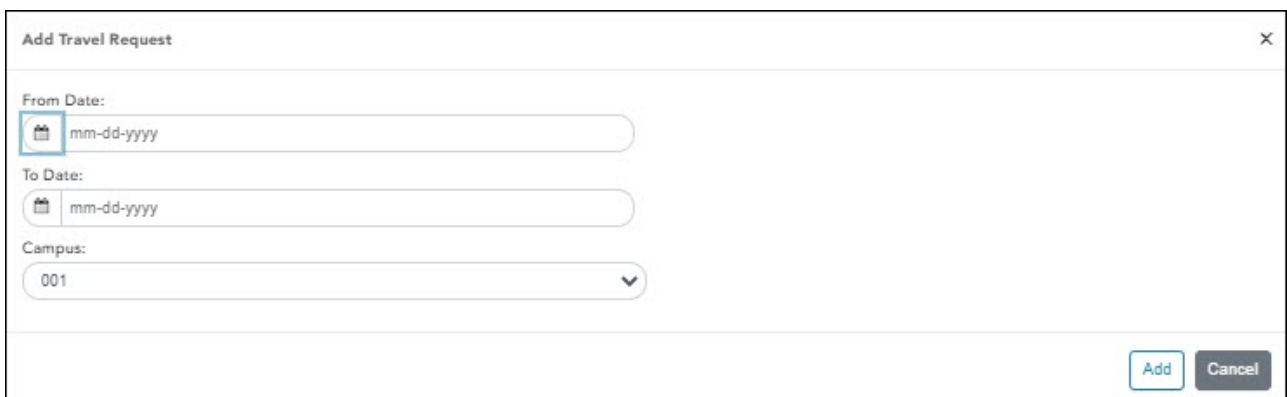 Add Travel Request
From Date:
mm-dd-yyyy
To Date:
mm-dd-yyyy
Campus:
001
Add Cancel